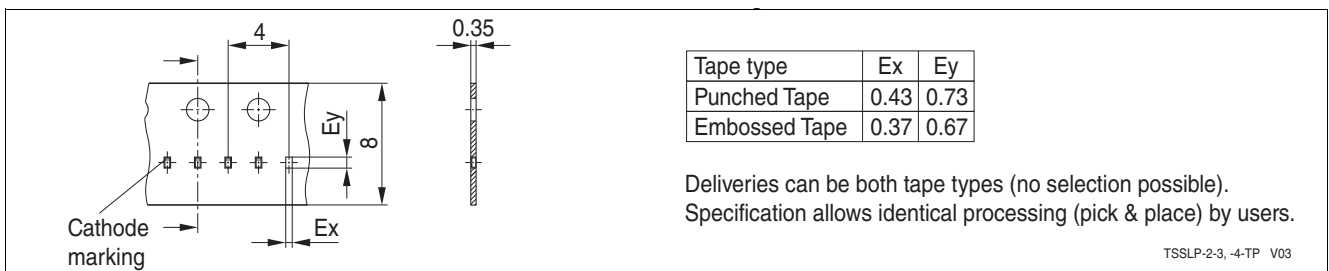 4
0.35
Ey
8
Ex
Cathode
marking
Tape type Ex Ey
Punched Tape 0.43 0.73
Embossed Tape 0.37 0.67
Deliveries can be both tape types (no selection possible).
Specification allows identical processing (pick & place) by users.
TSSLP-2-3, -4-TP V03